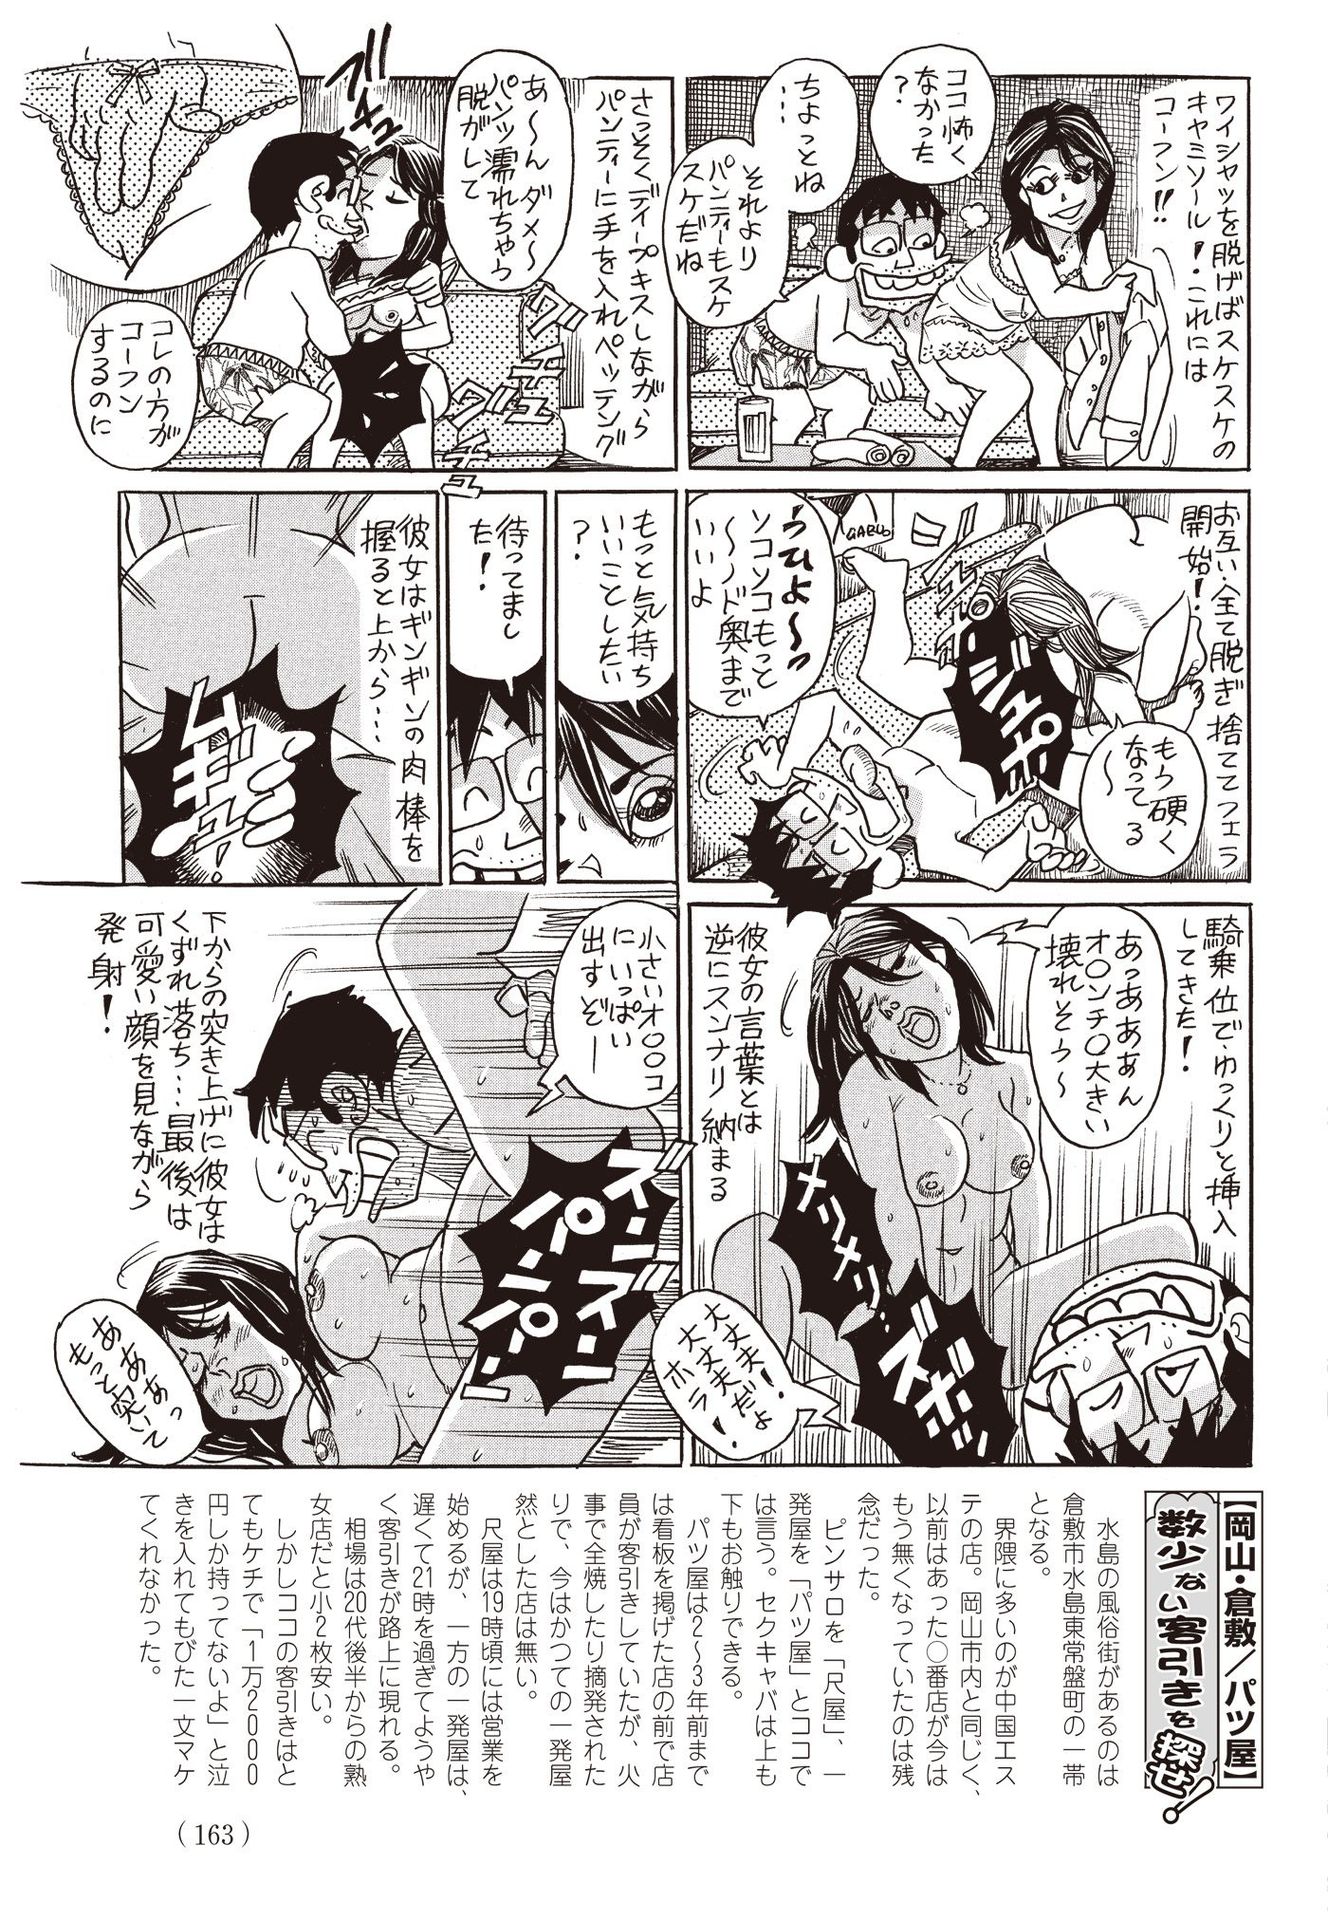 ワイシャツを脱げばスケスケの
キャミソール！これには
コーフン!!
ココ怖く
なかった
？
ちょっとね
…
それより
パンティーもスケ
スケだね
さっそくディープキスしながら
パンティーに手を入れペッティング
あ〜んダメ〜
パンツ濡れちゃう
脱がして
コレの方が
コーフン
するのに
お互い全て脱ぎ捨ててフェラ
開始！
もう硬く
なってる
〜
うひょ〜っ
ソコソコもっと
〜ノド奥まで
いいよ
もっと気持ち
いいことしたい
？
待ってまし
た！
彼女はギンギンの肉棒を
握ると上から…
騎乗位で、ゆっくりと挿入
してきた！
あっあああん
オ〇ンチ〇大きい
壊れそう〜
彼女の言葉とは
逆にスンナリ納まる
メリメリ
ズボッ
大丈夫！
大丈夫だよ
ホラ！
小さいオ〇〇コ
にいっぱい
出すぞー
ズンズンズン
パンパンパン
下からの突き上げに彼女は
くずれ落ち…最後は
可愛い顔を見ながら
発射！
ああああっ
もっと突いて
【岡山・倉敷／パツ屋】
数少ない客引きを探せ！
水島の風俗街があるのは
倉敷市水島東常盤町の一帯
となる。
界隈に多いのが中国エス
テの店。岡山市内と同じく、
以前はあった〇番店が今は
もう無くなっていたのは残
念だった。
ピンサロを「尺屋」、一
発屋を「パツ屋」とココで
は言う。セクキャバは上も
下もお触りできる。
パツ屋は２〜３年前まで
は看板を掲げた店の前で店
員が客引きしていたが、火
事で全焼したり摘発された
りで、今はかつての一発屋
然とした店は無い。
尺屋は19時頃には営業を
始めるが、一方の一発屋は、
遅くて21時を過ぎてようや
く客引きが路上に現れる。
相場は20代後半からの熟
女店だと小２枚安い。
しかしココの客引きはと
てもケチで「１万２０００
円しか持ってないよ」と泣
きを入れてもびた一文マケ
てくれなかった。
（163）